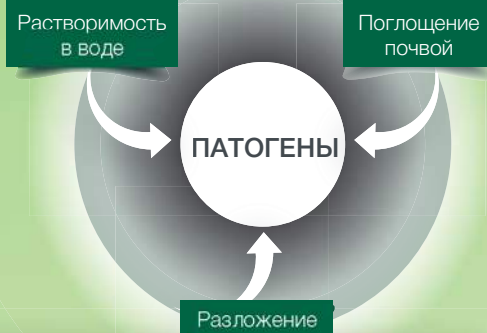 Растворимость
в воде
Поглощение
почвой
ПАТОГЕНЫ
Разложение